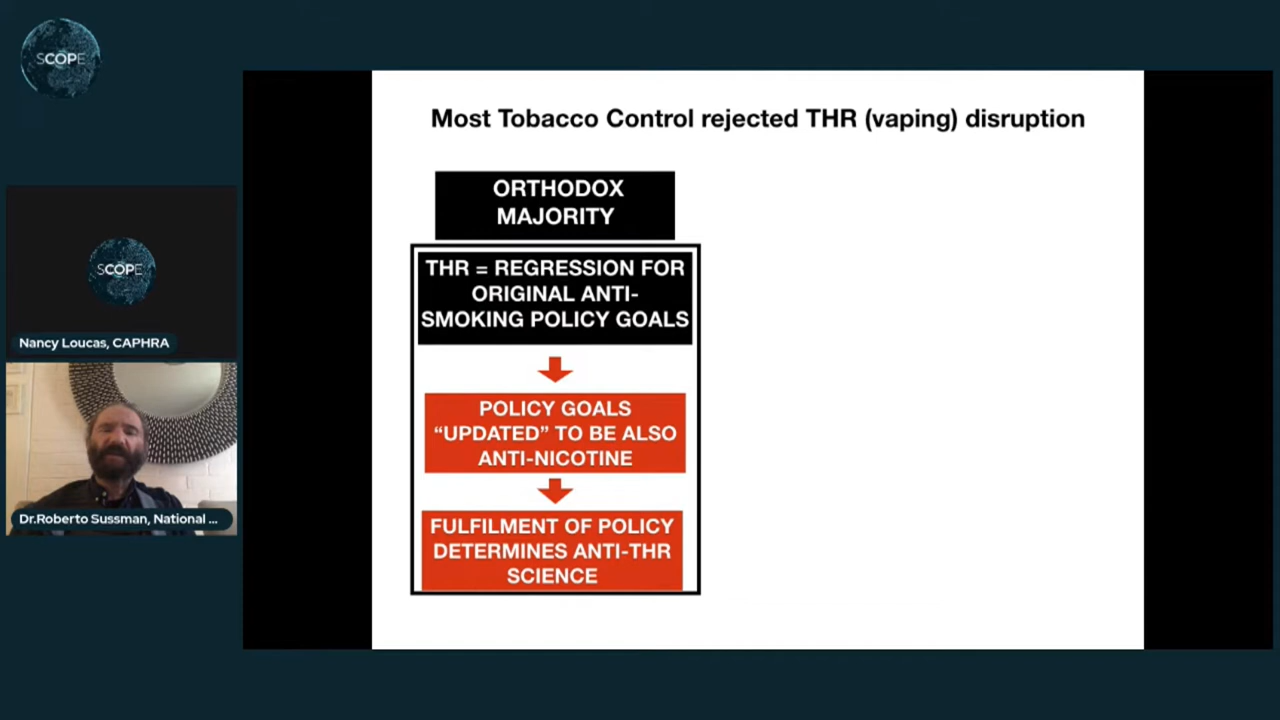 SCOPE
Most Tobacco Control rejected THR (vaping) disruption
ORTHODOX
MAJORITY
THR = REGRESSION FOR
ORIGINAL ANTI-
SMOKING POLICY GOALS
POLICY GOALS
“UPDATED” TO BE ALSO
ANTI-NICOTINE
FULFILMENT OF POLICY
DETERMINES ANTI-THR
SCIENCE
SCOPE
Nancy Loucas, CAPHRA
Dr.Roberto Sussman, National ...